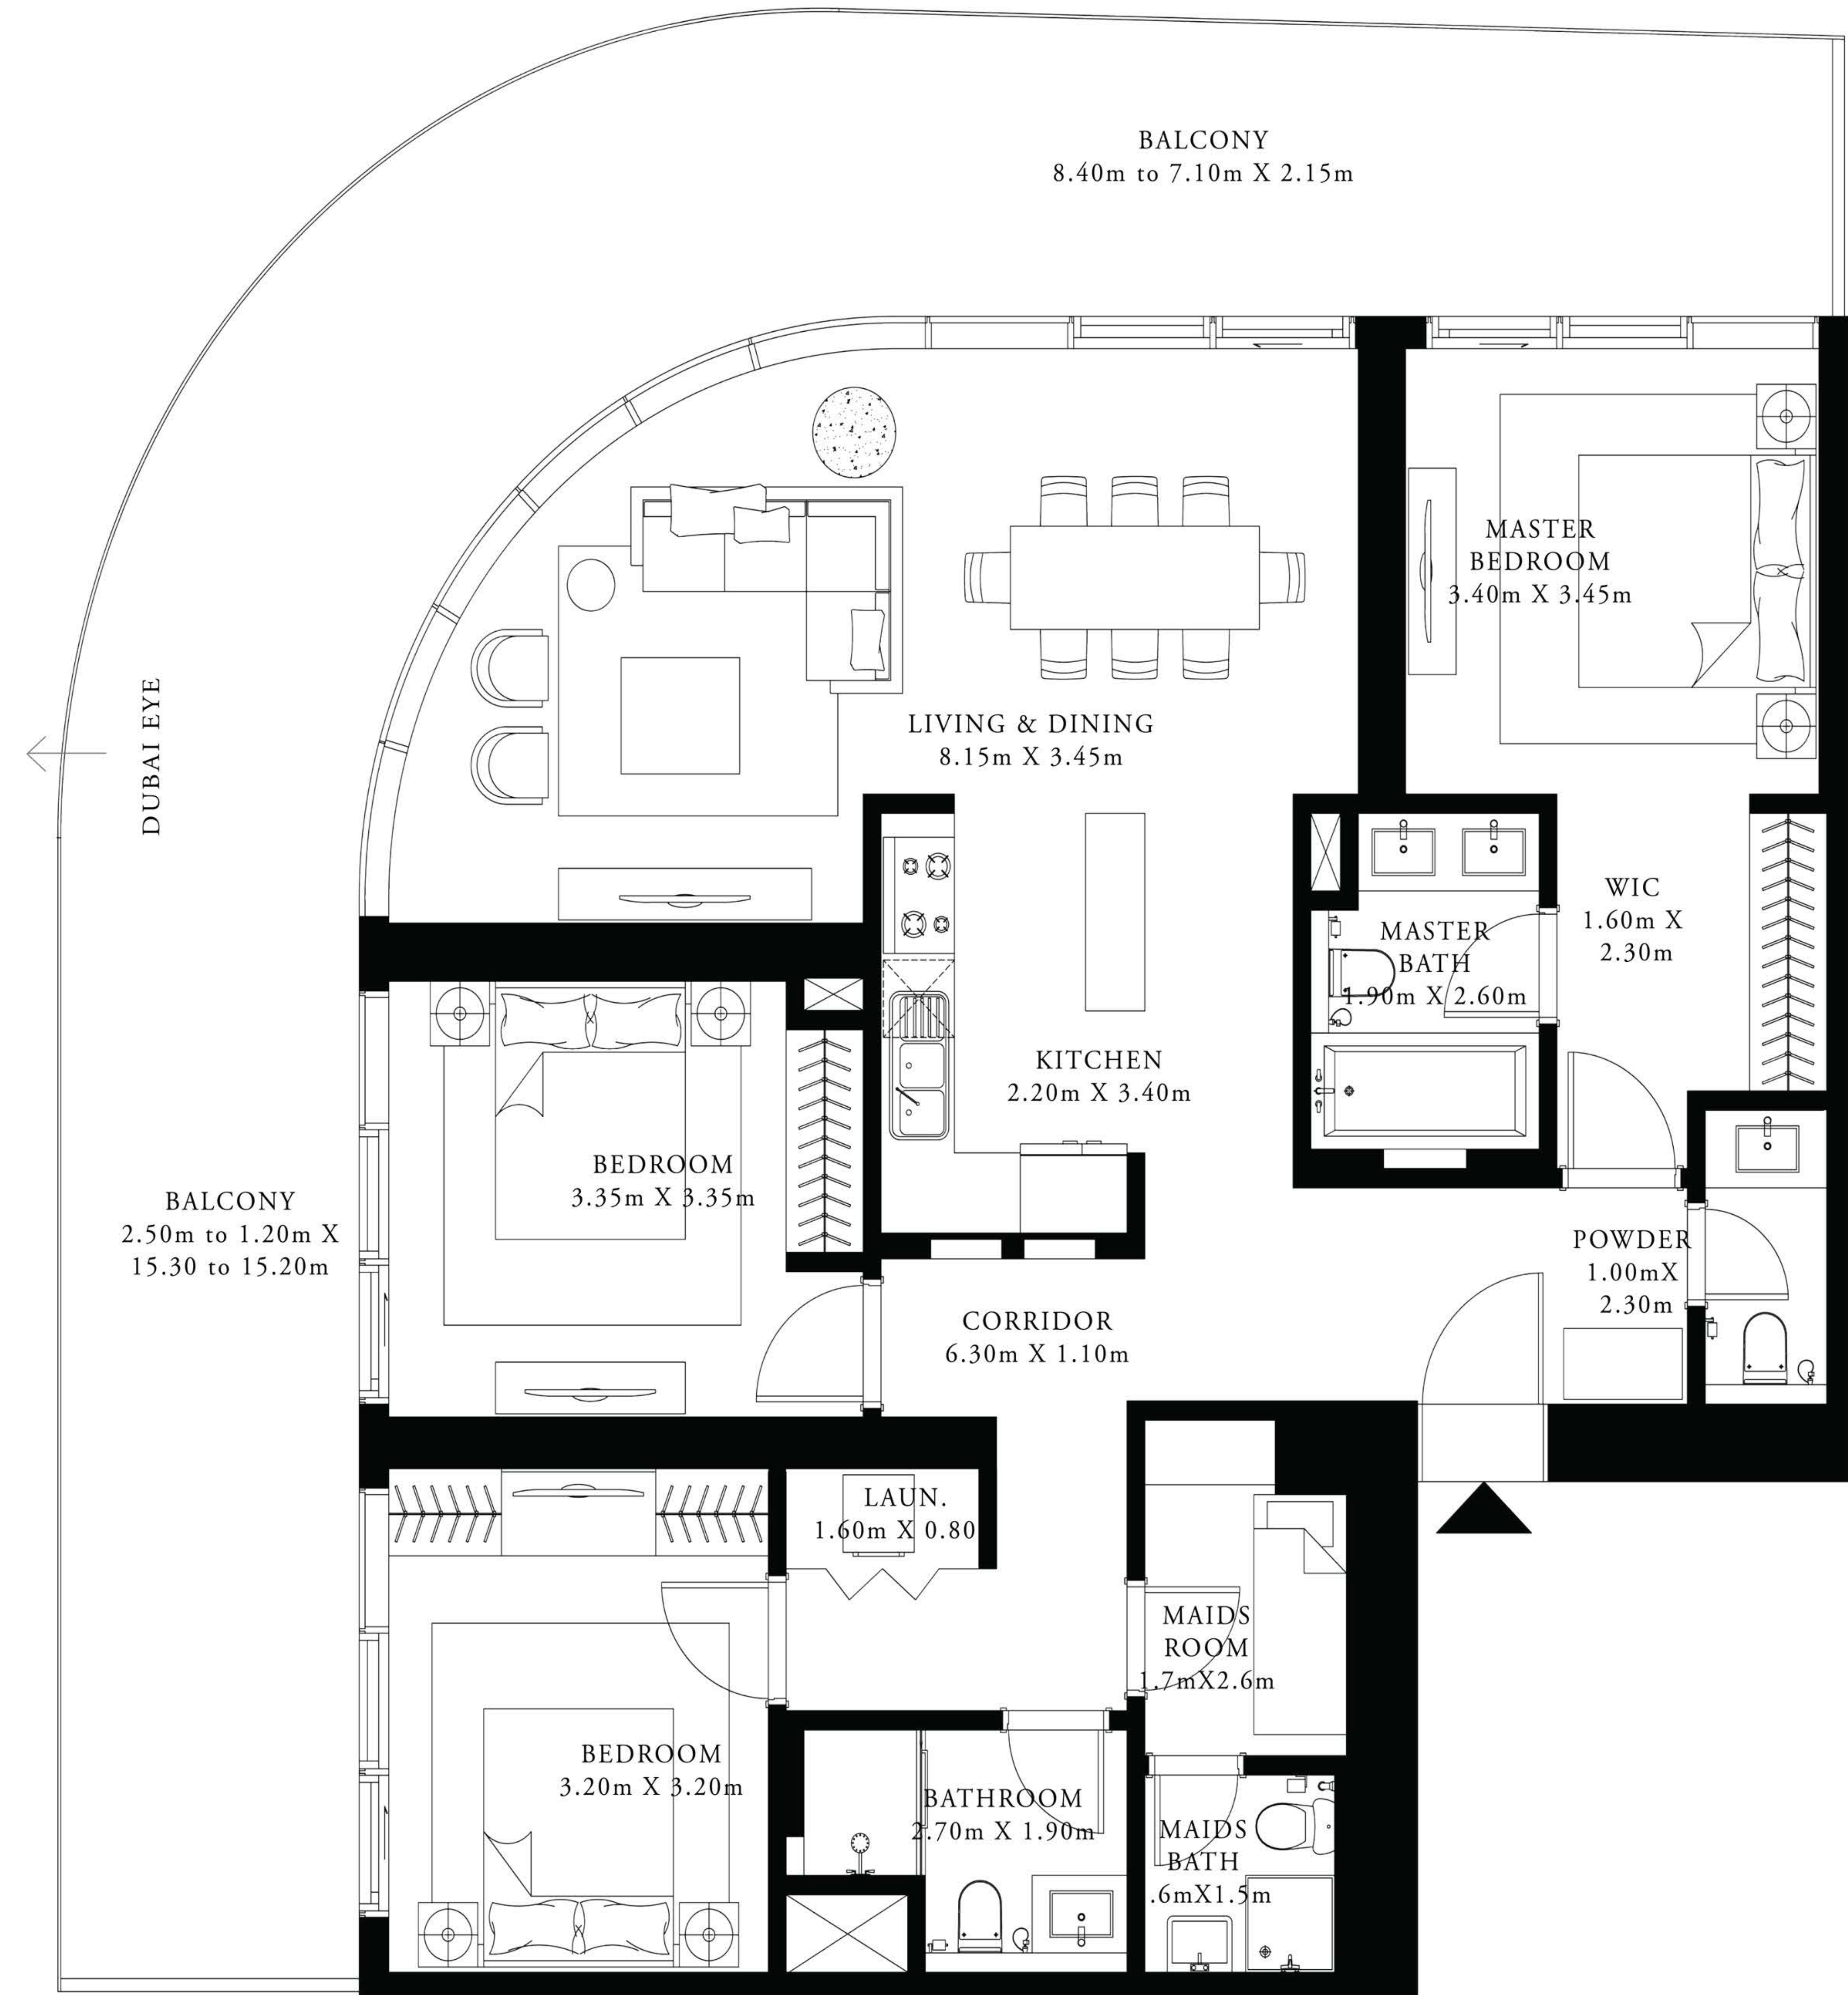 BALCONY
8.40m to 7.10m X 2.15m
MASTER
BEDROOM
3.40m X 3.45m
DUBAI EYE
LIVING & DINING
8.15m X 3.45m
WIC
1.60m X
2.30m
MASTER
BATH
1.90m X 2.60m
KITCHEN
2.20m X 3.40m
BEDROOM
3.35m X 3.35m
BALCONY
2.50m to 1.20m X
15.30 to 15.20m
POWDER
1.00mX
2.30m
CORRIDOR
6.30m X 1.10m
LAUN.
1.60m X 0.80
MAIDS
ROOM
1.7mX2.6m
BEDROOM
3.20m X 3.20m
BATHROOM
2.70m X 1.90m
MAIDS
BATH
.6mX1.5m